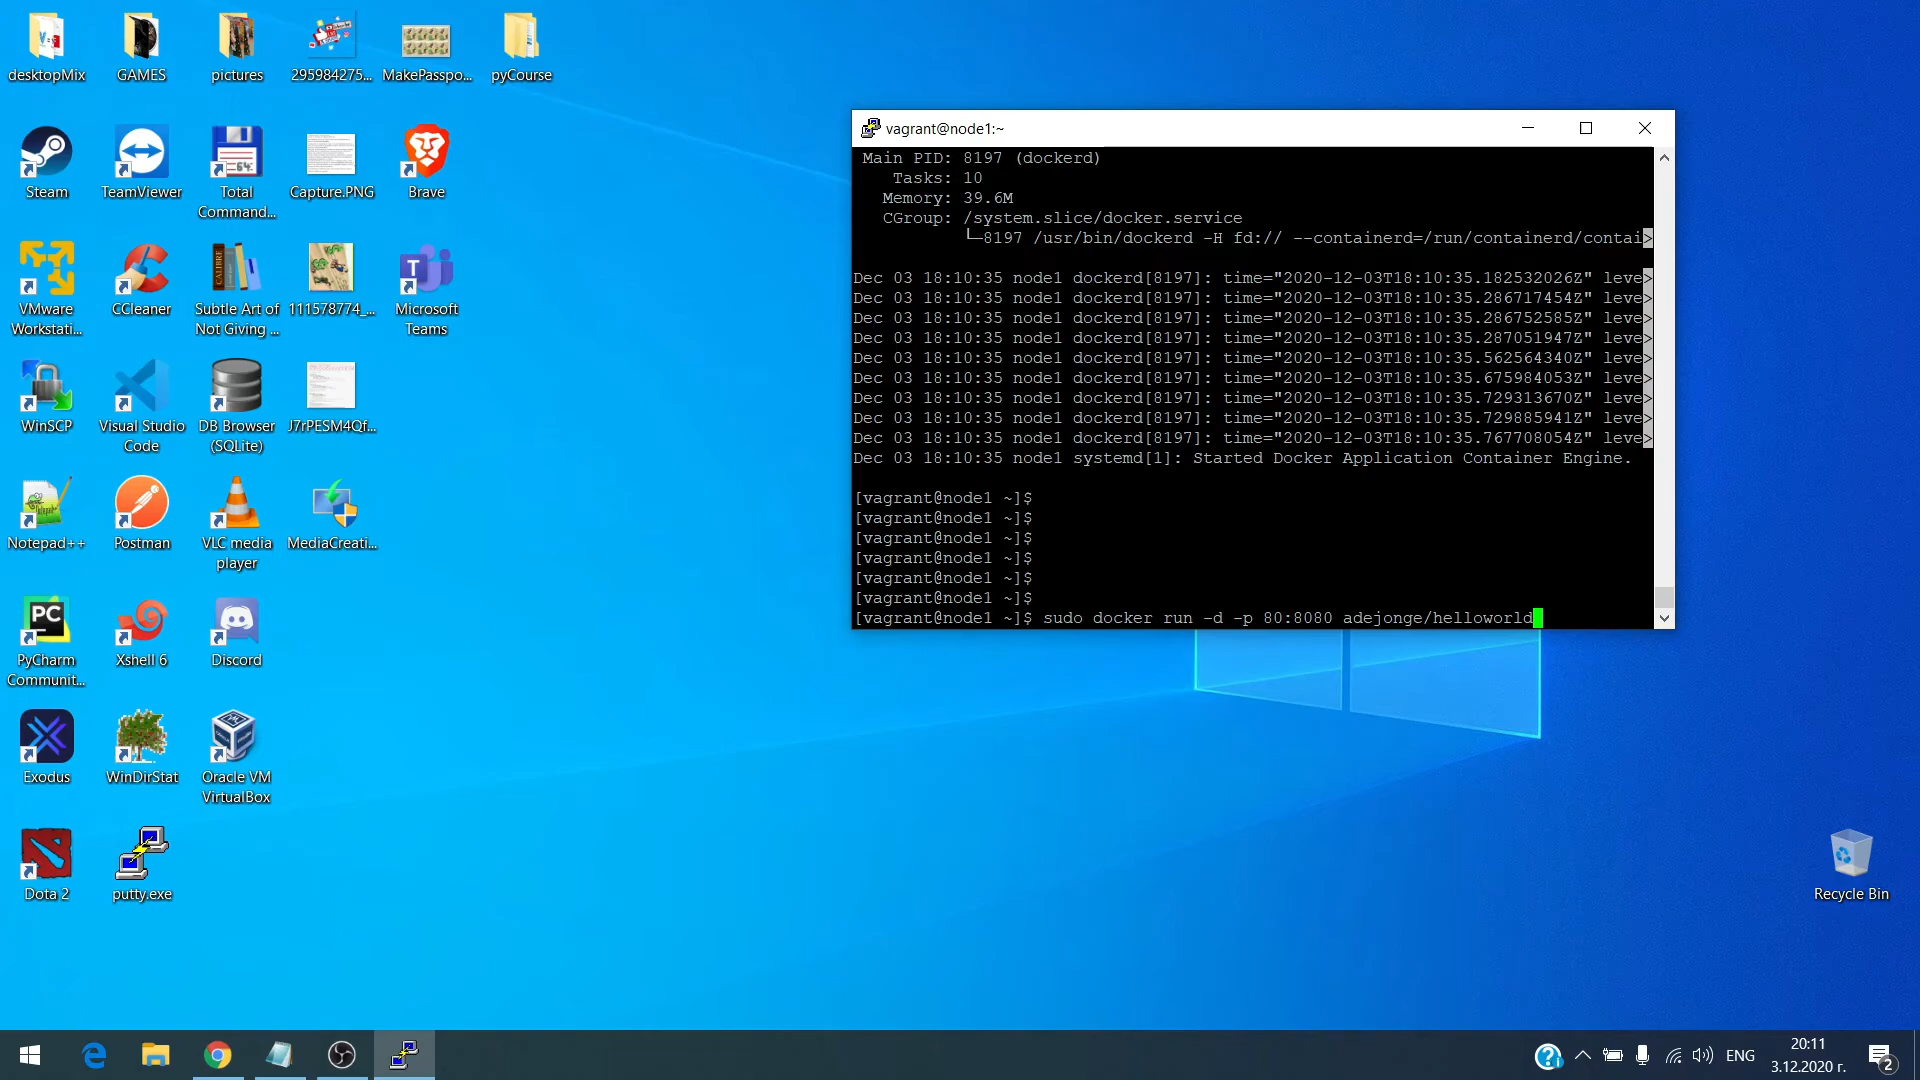 desktopMix
GAMES
pictures
295984275...
MakePasspo...
pyCourse
Steam
TeamViewer
Total
Command...
Capture.PNG
Brave
VMware
Workstati...
CCleaner
Subtle Art of
Not Giving ...
111578774_...
Microsoft
Teams
WinSCP
Visual Studio
Code
DB Browser
(SQLite)
J7rPESM4Qf...
Notepad++
Postman
VLC media
player
MediaCreati...
PyCharm
Communit...
Xshell 6
Discord
Exodus
WinDirStat
Oracle VM
VirtualBox
Dota 2
putty.exe
Recycle Bin
vagrant@node1:~
Main PID: 8197 (dockerd)
Tasks: 10
Memory: 39.6M
CGroup: /system.slice/docker.service
└─8197 /usr/bin/dockerd -H fd:// --containerd=/run/containerd/contai>
Dec 03 18:10:35 node1 dockerd[8197]: time="2020-12-03T18:10:35.182532026Z" leve>
Dec 03 18:10:35 node1 dockerd[8197]: time="2020-12-03T18:10:35.286717454Z" leve>
Dec 03 18:10:35 node1 dockerd[8197]: time="2020-12-03T18:10:35.286752585Z" leve>
Dec 03 18:10:35 node1 dockerd[8197]: time="2020-12-03T18:10:35.287051947Z" leve>
Dec 03 18:10:35 node1 dockerd[8197]: time="2020-12-03T18:10:35.562564340Z" leve>
Dec 03 18:10:35 node1 dockerd[8197]: time="2020-12-03T18:10:35.675984053Z" leve>
Dec 03 18:10:35 node1 dockerd[8197]: time="2020-12-03T18:10:35.729313670Z" leve>
Dec 03 18:10:35 node1 dockerd[8197]: time="2020-12-03T18:10:35.729885941Z" leve>
Dec 03 18:10:35 node1 dockerd[8197]: time="2020-12-03T18:10:35.767708054Z" leve>
Dec 03 18:10:35 node1 systemd[1]: Started Docker Application Container Engine.
[vagrant@node1 ~]$
[vagrant@node1 ~]$
[vagrant@node1 ~]$
[vagrant@node1 ~]$
[vagrant@node1 ~]$
[vagrant@node1 ~]$
[vagrant@node1 ~]$ sudo docker run -d -p 80:8080 adejonge/helloworld
ENG
20:11
3.12.2020 г.
2